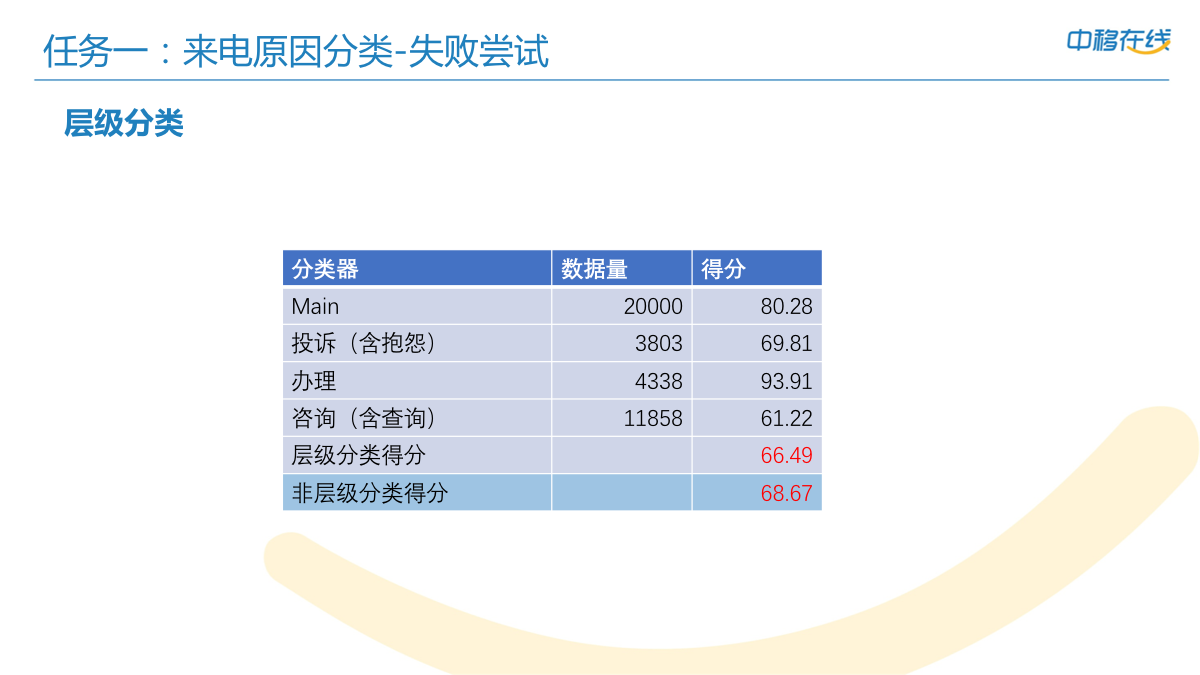 任务一：来电原因分类-失败尝试
中移在线
层级分类
分类器 数据量 得分
Main 20000 80.28
投诉（含抱怨） 3803 69.81
办理 4338 93.91
咨询（含查询） 11858 61.22
层级分类得分 66.49
非层级分类得分 68.67